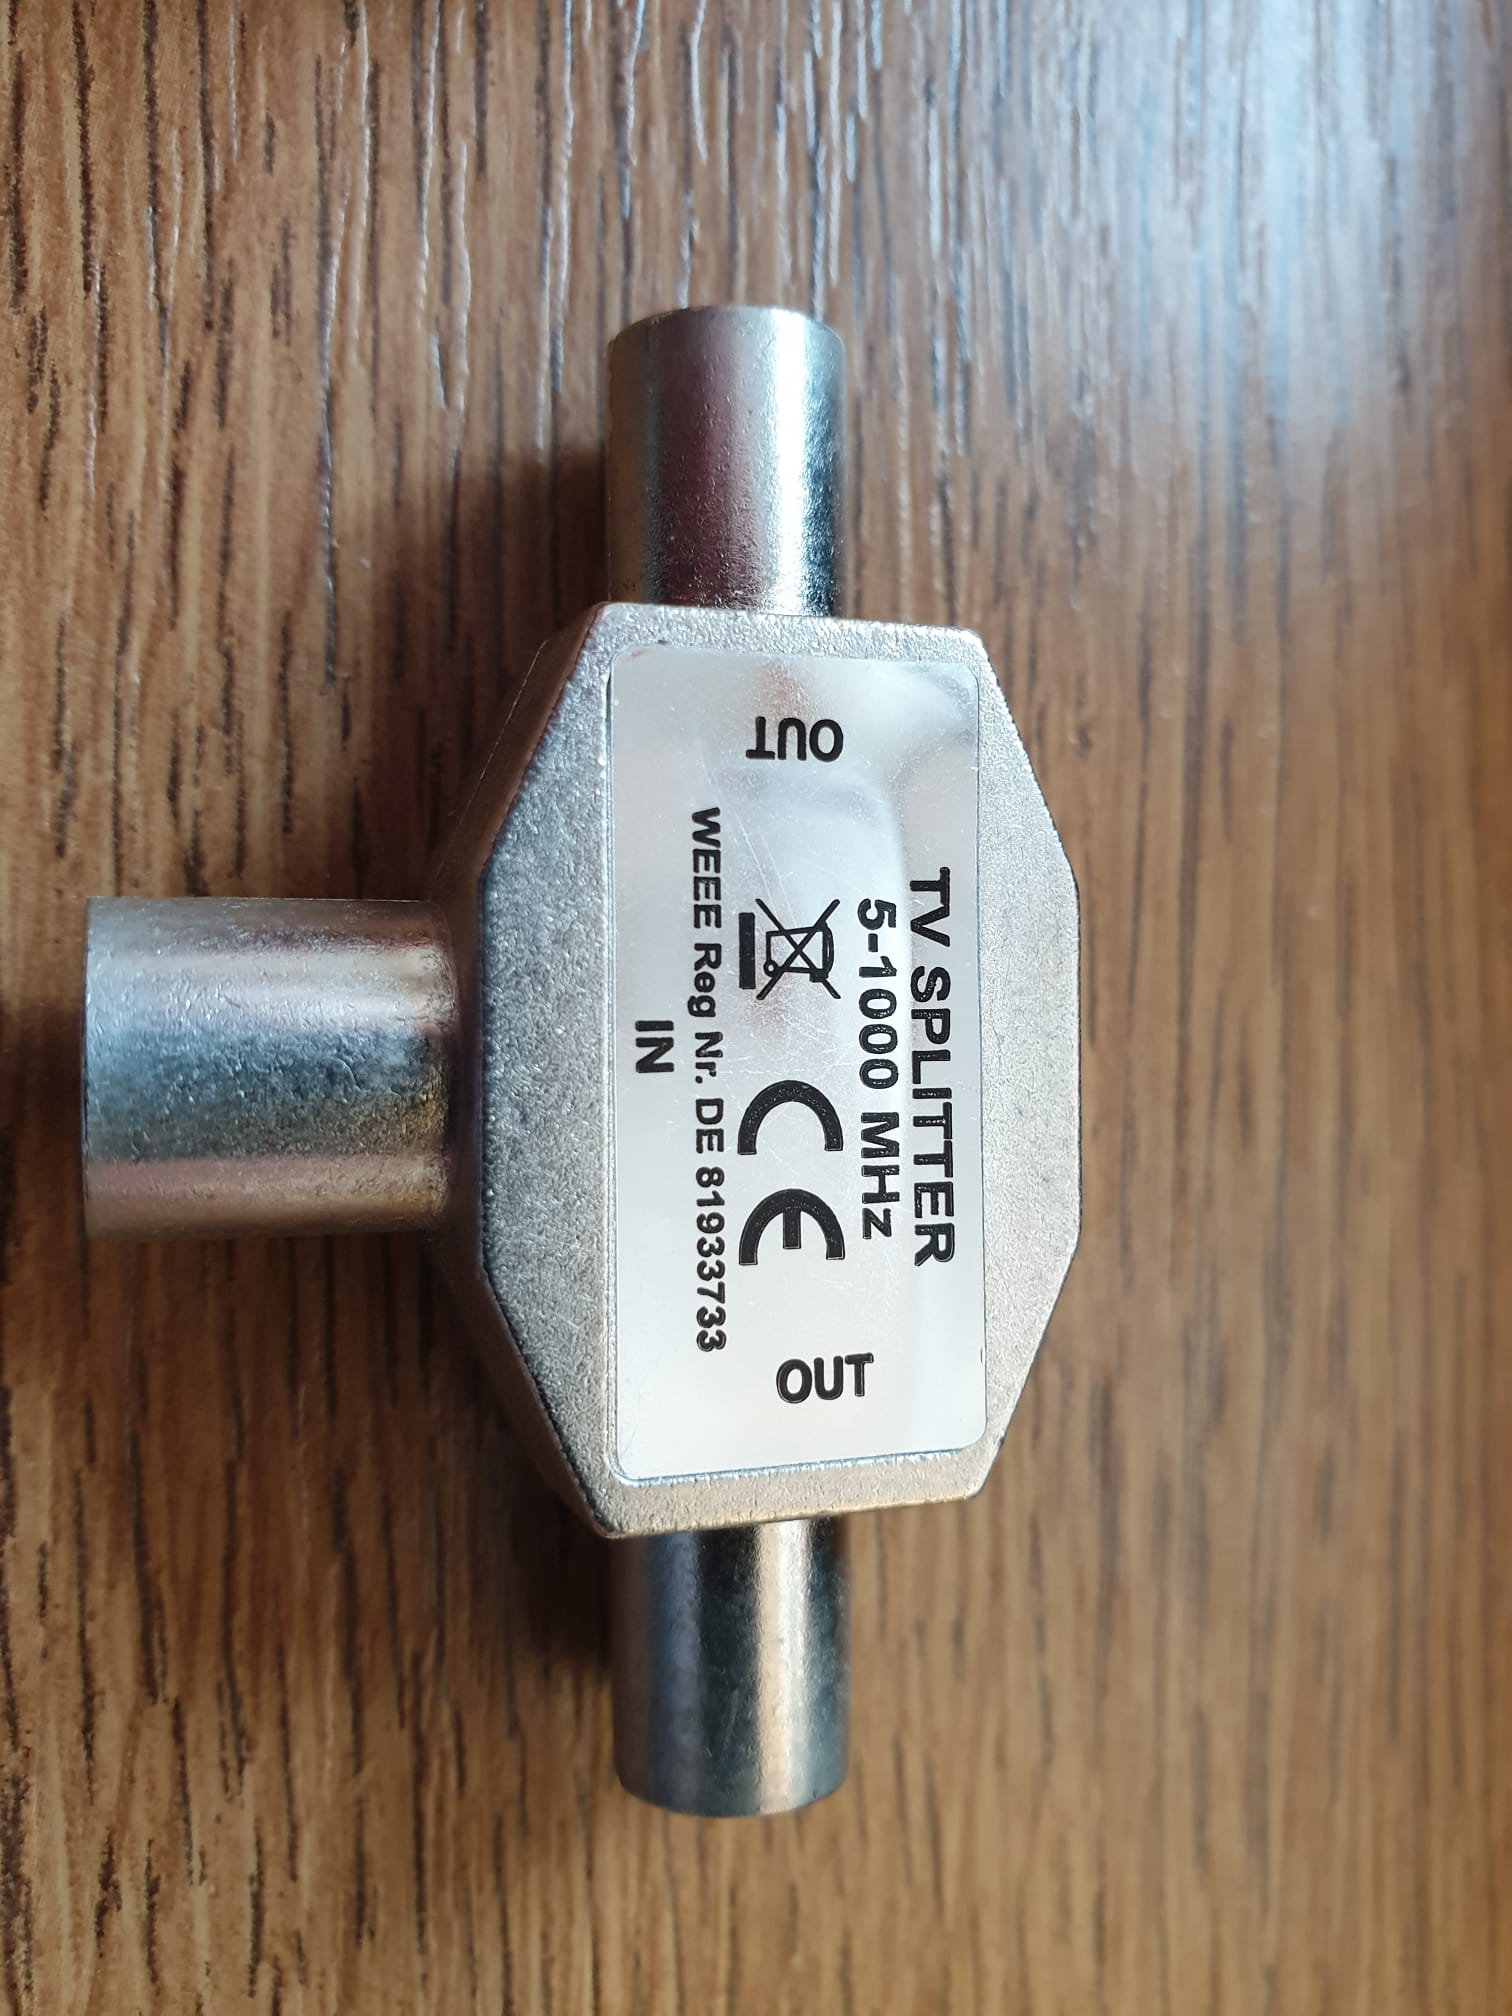 TV SPLITTER
5-1000 MHz
OUT
CE
OUT
WEEE Reg Nr. DE 81933733
IN